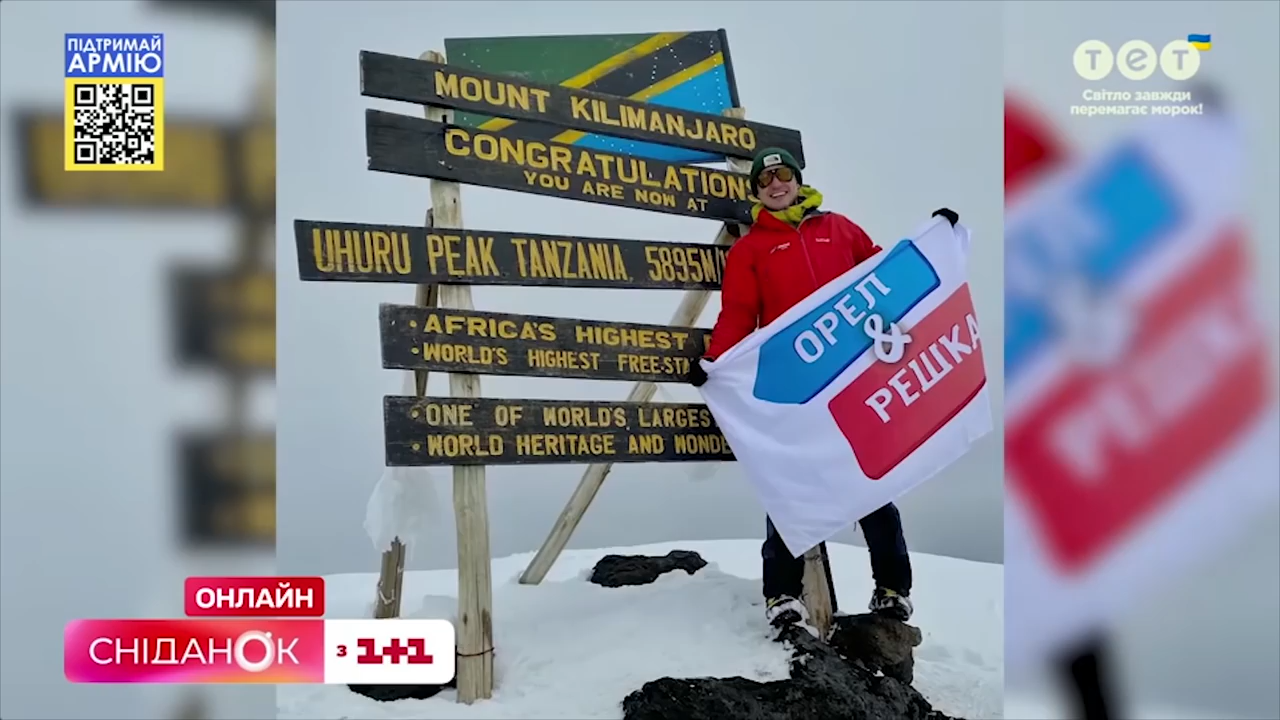 ПІДТРИМАЙ
АРМІЮ
тет
Світло завжди
перемагає морок!
MOUNT KILIMANJARO
CONGRATULATIONS
YOU ARE NOW AT
UHURU PEAK TANZANIA 5895M/
AFRICA'S HIGHEST
WORLD'S HIGHEST FREE-STA
ONE OF WORLD'S LARGES
WORLD HERITAGE AND WONDE
ОРЕЛ
&
РЕШКА
ОНЛАЙН
СНІДАНОК
з 1+1